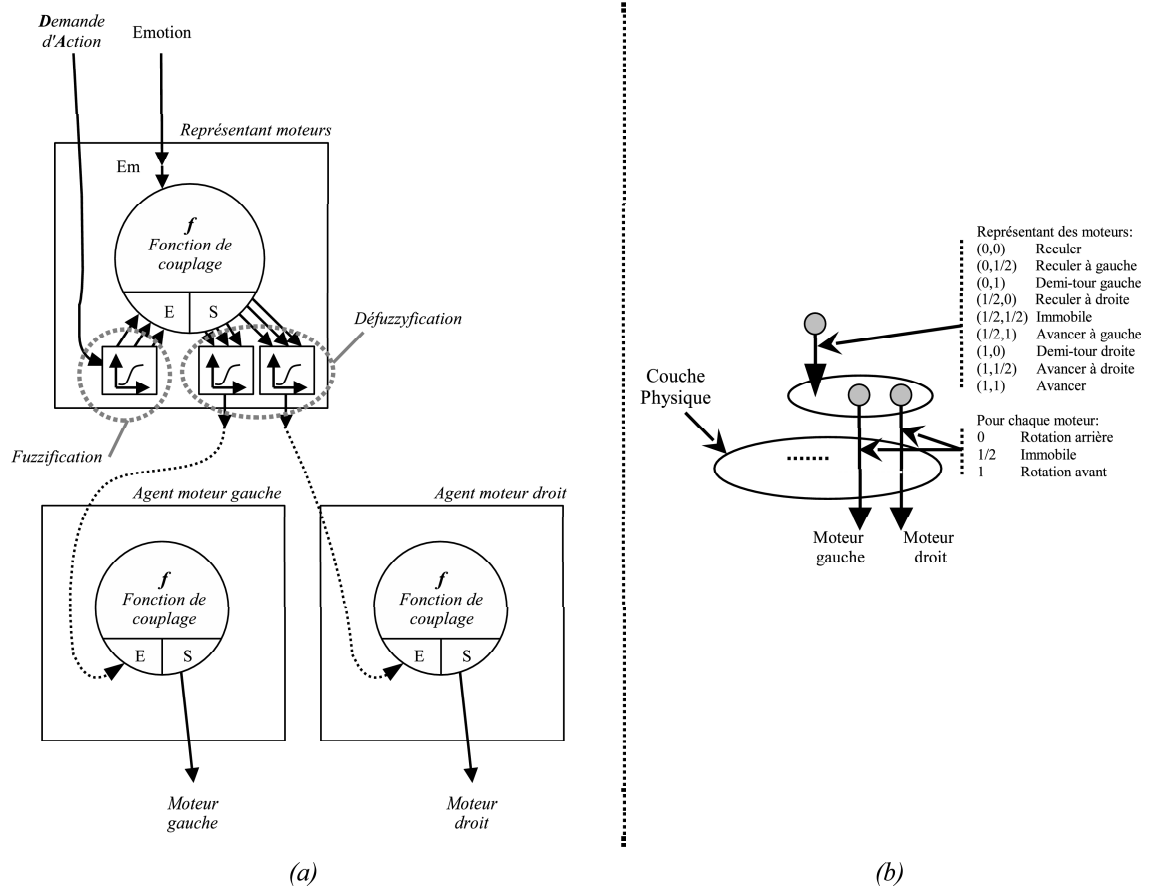 Demande
d'Action
Emotion
Représentant moteurs
Em
f
Fonction de
couplage
E
S
Défuzzyfication
Fuzzification
Agent moteur gauche
f
Fonction de
couplage
E
S
Moteur
gauche
Agent moteur droit
f
Fonction de
couplage
E
S
Moteur
droit
(a)
Représentant des moteurs:
(0,0) Reculer
(0,1/2) Reculer à gauche
(0,1) Demi-tour gauche
(1/2,0) Reculer à droite
(1/2,1/2) Immobile
(1/2,1) Avancer à gauche
(1,0) Demi-tour droite
(1,1/2) Avancer à droite
(1,1) Avancer
Couche
Physique
Pour chaque moteur:
0 Rotation arrière
1/2 Immobile
1 Rotation avant
Moteur
gauche
Moteur
droit
(b)